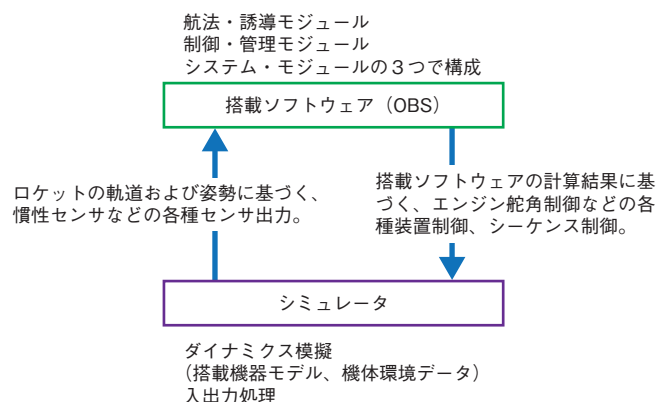 航法・誘導モジュール
制御・管理モジュール
システム・モジュールの３つで構成
搭載ソフトウェア（OBS）
ロケットの軌道および姿勢に基づく、
慣性センサなどの各種センサ出力。
搭載ソフトウェアの計算結果に基
づく、エンジン舵角制御などの各
種装置制御、シーケンス制御。
シミュレータ
ダイナミクス模擬
(搭載機器モデル、機体環境データ）
入出力処理